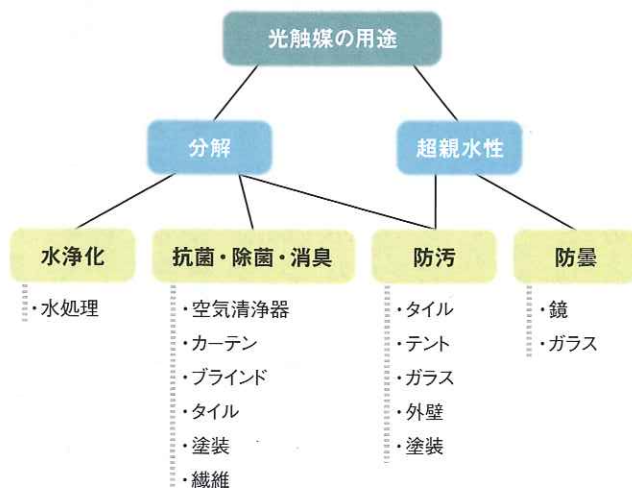 光触媒の用途
分解
超親水性
水浄化
・水処理
抗菌・除菌・消臭
・空気清浄器
・カーテン
・ブラインド
・タイル
・塗装
・繊維
防汚
・タイル
・テント
・ガラス
・外壁
・塗装
防曇
・鏡
・ガラス